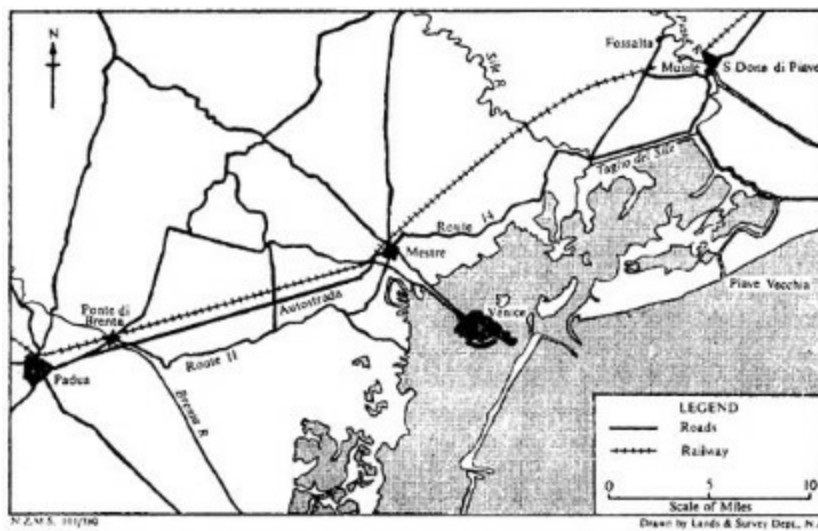 N
Fossalta
Piave R
Musile
S. Dona di Piave
Sile R.
Taglio del Sile
Route 14
Mestre
Piave Vecchia
Venice
Autostrada
Ponte di
Brenta
Route 11
Padua
Brenta R.
LEGEND
Roads
Railway
0 5 10
Scale of Miles
N.Z.M.S.
Drawn by Lands & Survey Dept., N.Z.